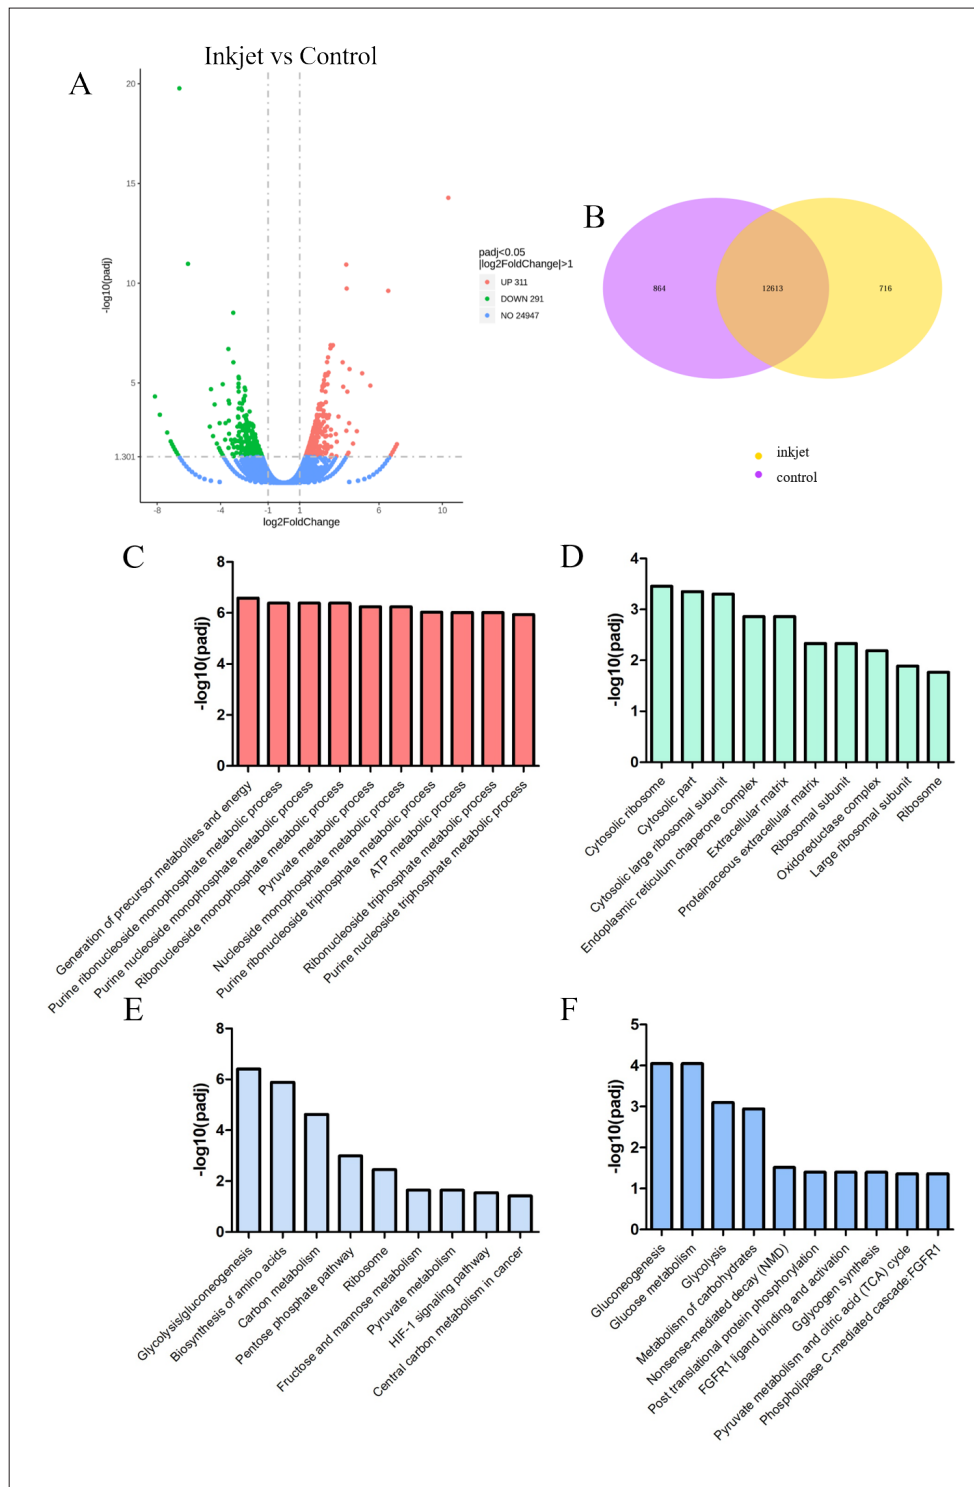 Inkjet vs Control
A
20
15
10
5
1.301
-log10(padj)
-8
-4
-1
1
6
10
log2FoldChange
padj<0.05
|log2FoldChange|>1
UP 311
DOWN 291
NO 24947
B
864
12613
716
inkjet
control
C
8
6
4
2
0
-log10(padj)
Generation of precursor metabolites and energy
Purine ribonucleoside monophosphate metabolic process
Purine nucleoside monophosphate metabolic process
Ribonucleoside monophosphate metabolic process
Pyruvate metabolic process
Nucleoside monophosphate metabolic process
Purine ribonucleoside triphosphate metabolic process
ATP metabolic process
Ribonucleoside triphosphate metabolic process
Purine nucleoside triphosphate metabolic process
D
4
3
2
1
0
-log10(padj)
Cytosolic ribosome
Cytosolic part
Cytosolic large ribosomal subunit
Endoplasmic reticulum chaperone complex
Extracellular matrix
Proteinaceous extracellular matrix
Ribosomal subunit
Oxidoreductase complex
Large ribosomal subunit
Ribosome
E
8
6
4
2
0
-log10(padj)
Glycolysis/glucneogenesis
Biosynthesis of amino acids
Carbon metabolism
Pentose phosphate pathway
Ribosome
Fructose and mannose metabolism
Pyruvate metabolism
HIF-1 signaling pathway
Central carbon metabolism in cancer
F
5
4
3
2
1
0
-log10(padj)
Gluconeogenesis
Glucose metabolism
Glycolysis
Metabolism of carbohydrates
Nonsense-mediated decay (NMD)
Post translational protein phosphorylation
FGFR1 ligand binding and activation
Gglycogen synthesis
Pyruvate metabolism and citric acid (TCA) cycle
Phospholipase C-mediated cascade:FGFR1